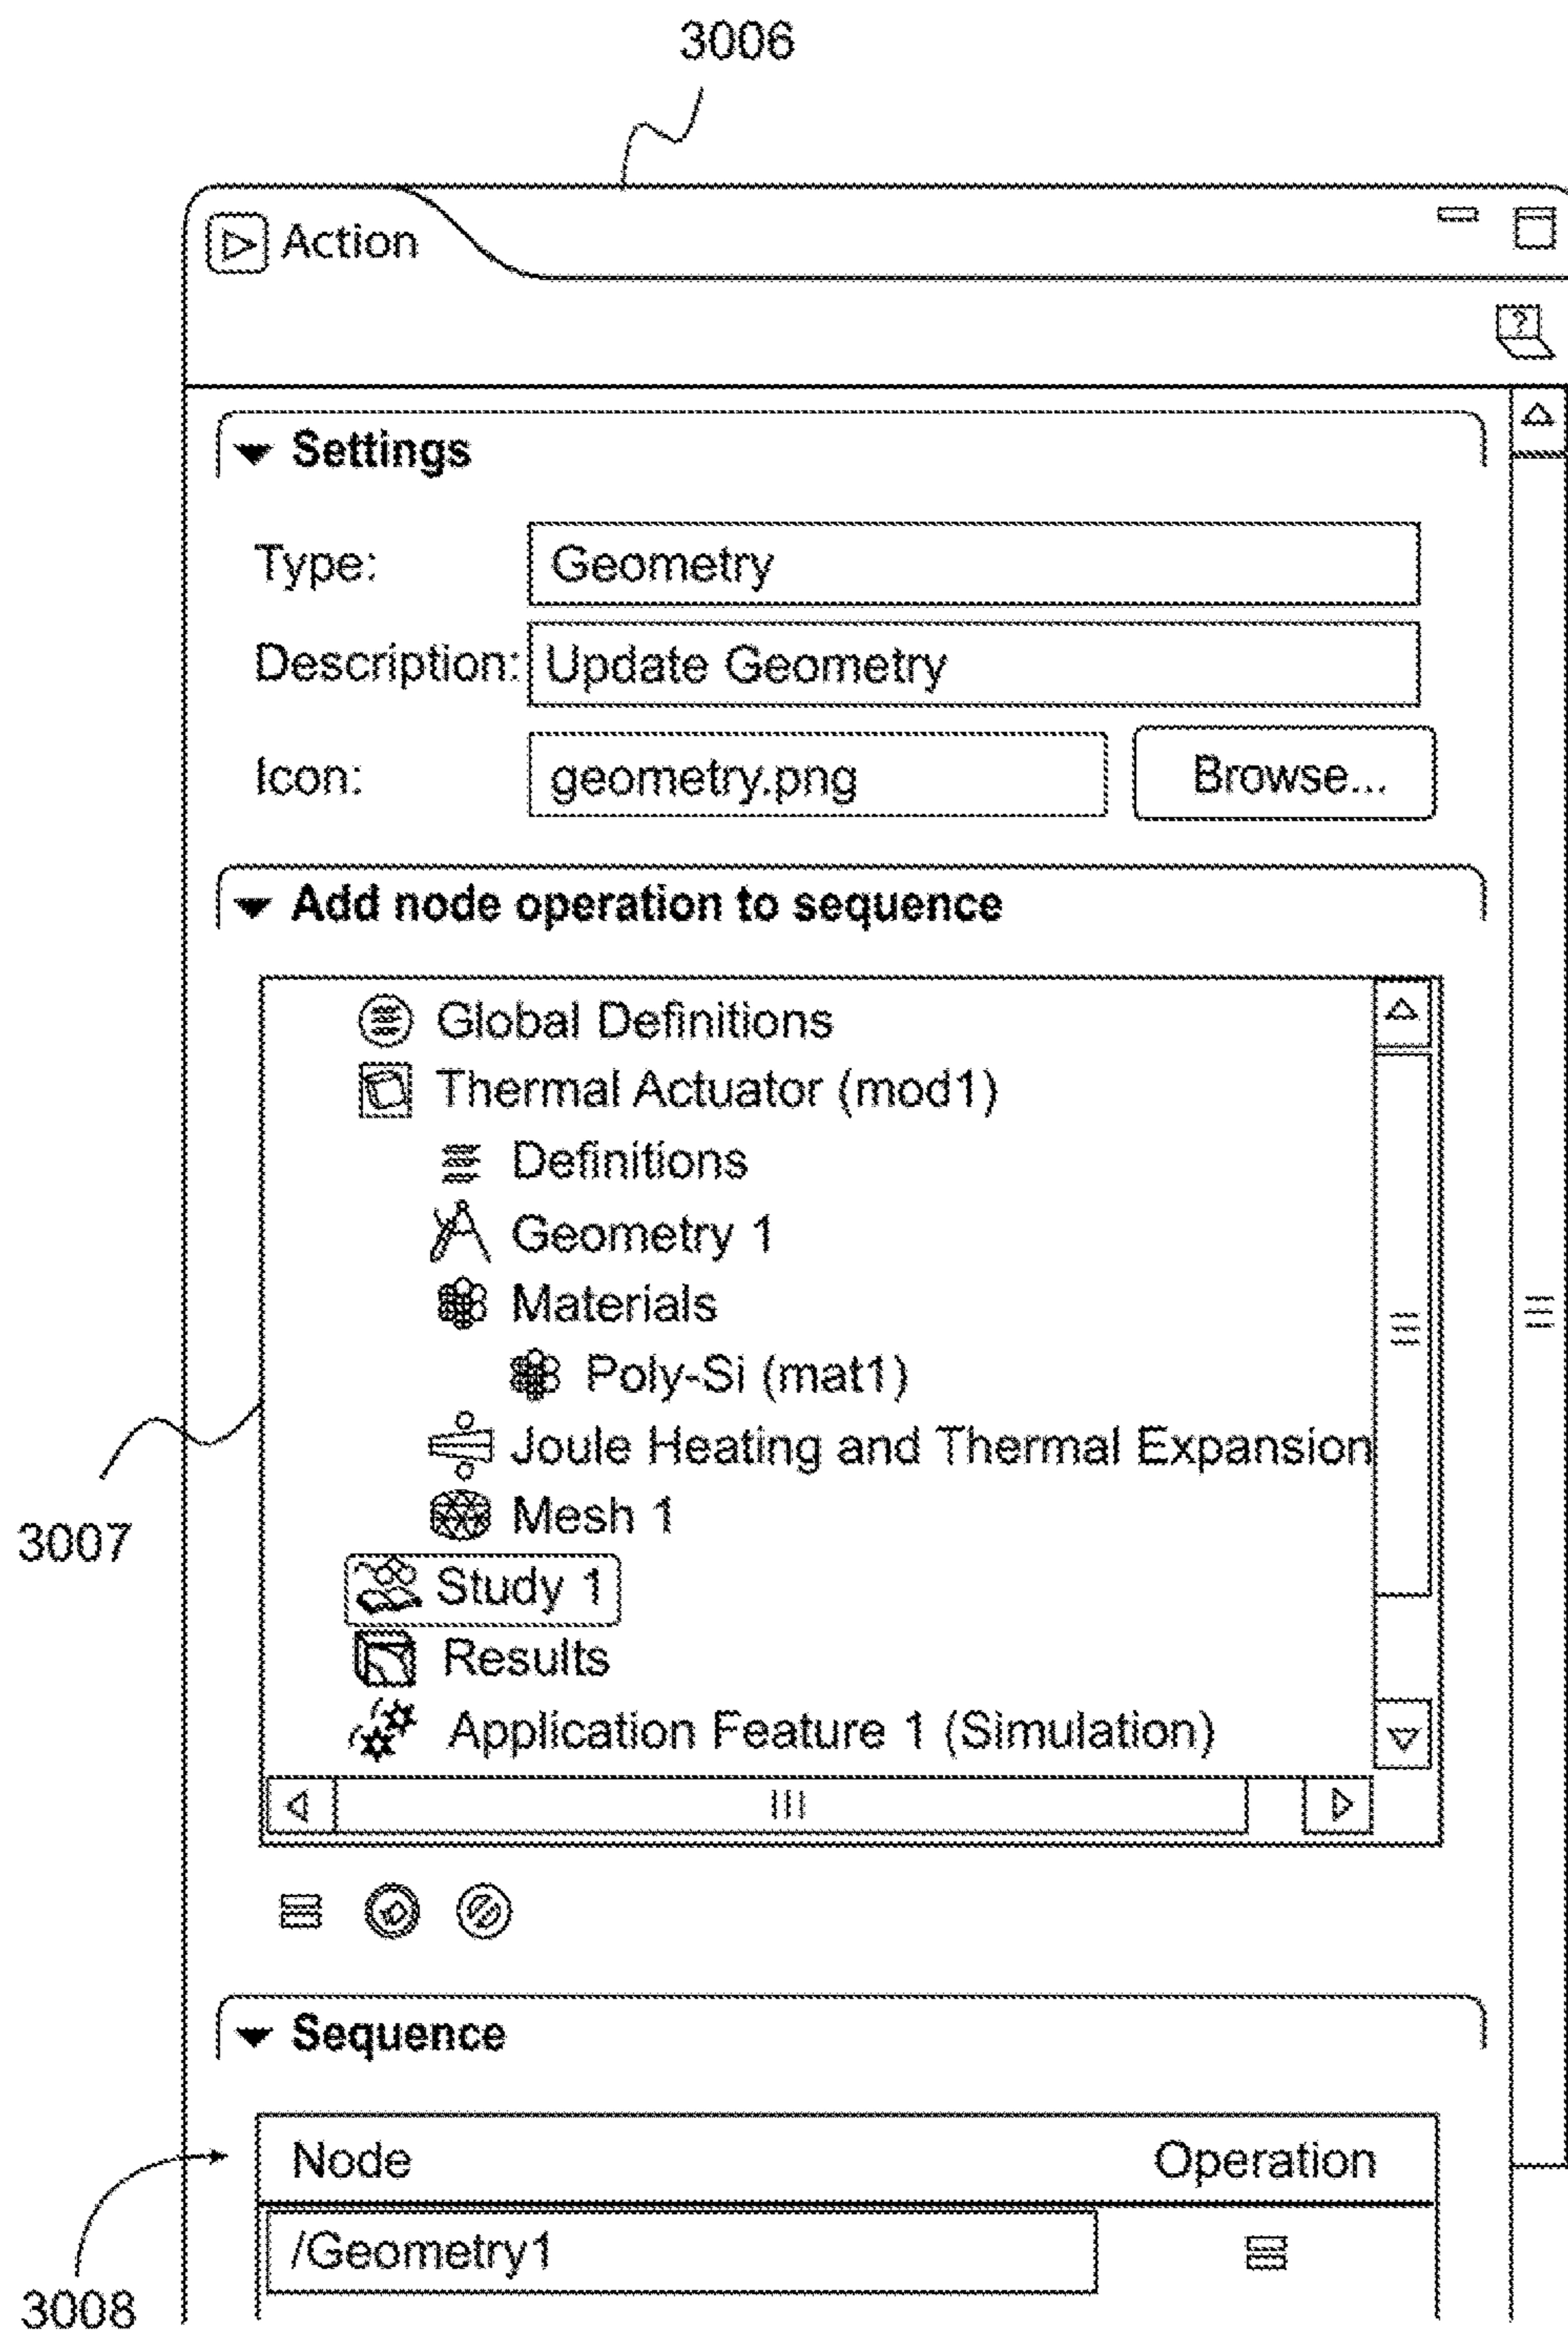 3006
Action
?
Settings
Type: Geometry
Description: Update Geometry
Icon: geometry.png Browse...
Add node operation to sequence
Global Definitions
Thermal Actuator (mod1)
Definitions
Geometry 1
Materials
Poly-Si (mat1)
Joule Heating and Thermal Expansion
Mesh 1
3007
Study 1
Results
Application Feature 1 (Simulation)
Sequence
Node Operation
/Geometry1
3008